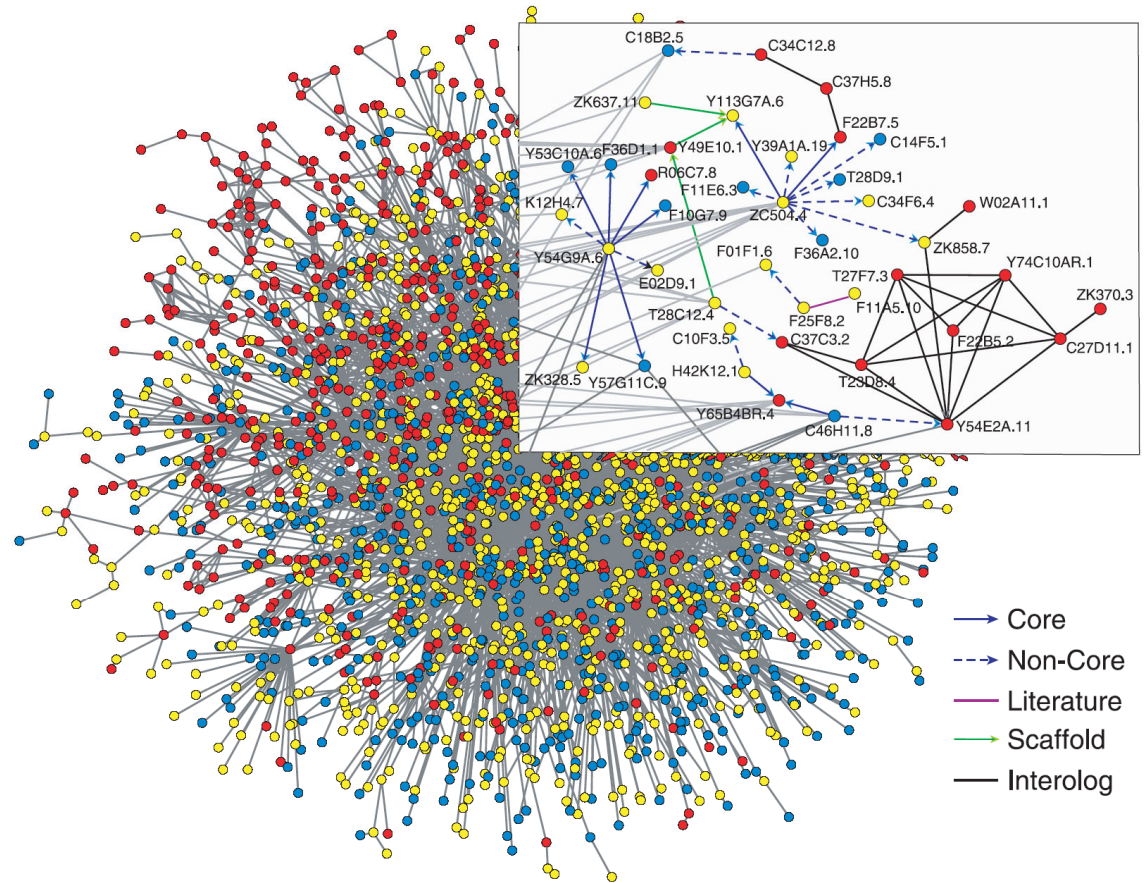 C18B2.5
C34C12.8
C37H5.8
ZK637.11
Y113G7A.6
F22B7.5
C14F5.1
Y53C10A.6
F36D1.1
Y49E10.1
Y39A1A.19
R06C7.8
F11E6.3
T28D9.1
K12H4.7
F10G7.9
ZC504.4
C34F6.4
W02A11.1
Y54G9A.6
F01F1.6
F36A2.10
ZK858.7
E02D9.1
T27F7.3
Y74C10AR.1
T28C12.4
F11A5.10
ZK370.3
F25F8.2
C10F3.5
C37C3.2
F22B5.2
C27D11.1
ZK328.5
Y57G11C.9
H42K12.1
T23D8.4
Y65B4BR.4
C46H11.8
Y54E2A.11
Core
Non-Core
Literature
Scaffold
Interolog